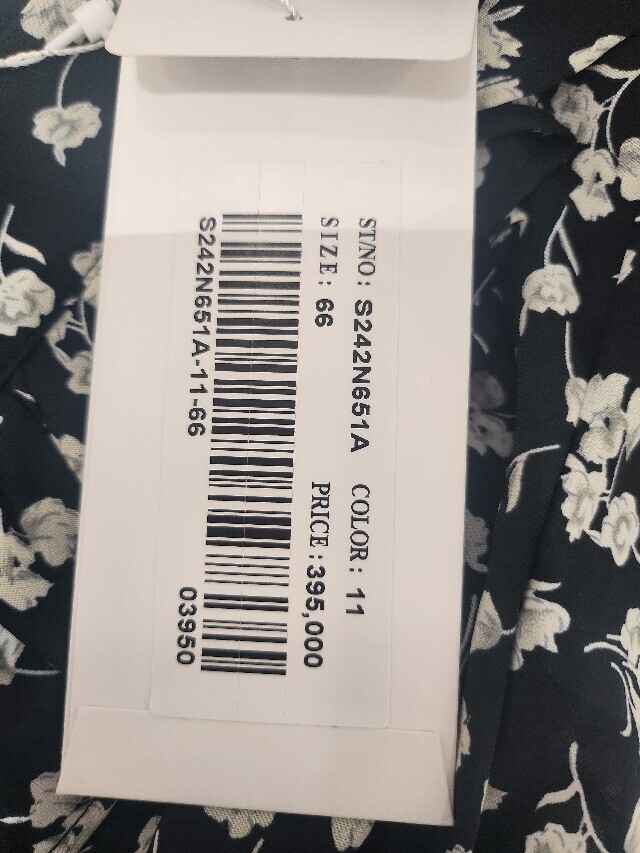 ST/NO: S242N651A COLOR: 11
SIZE: 66 PRICE: 395,000
S242N651A-11-66 03950